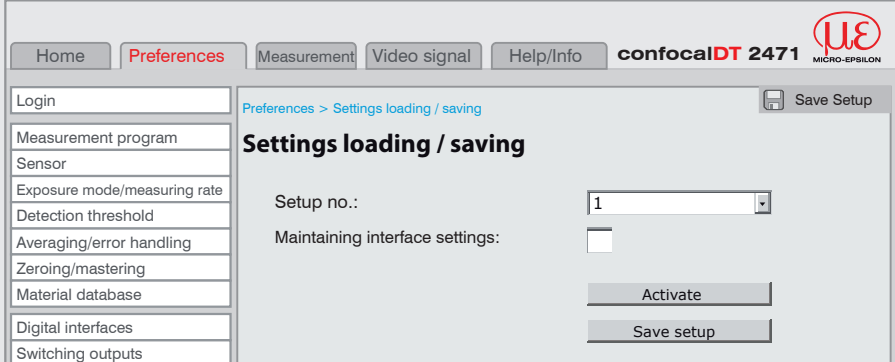 Home
Preferences
Measurement
Video signal
Help/Info
confocalDT 2471
µε
MICRO-EPSILON
Login
Measurement program
Sensor
Exposure mode/measuring rate
Detection threshold
Averaging/error handling
Zeroing/mastering
Material database
Digital interfaces
Switching outputs
Preferences > Settings loading / saving
Save Setup
Settings loading / saving
Setup no.:
1
Maintaining interface settings:
Activate
Save setup